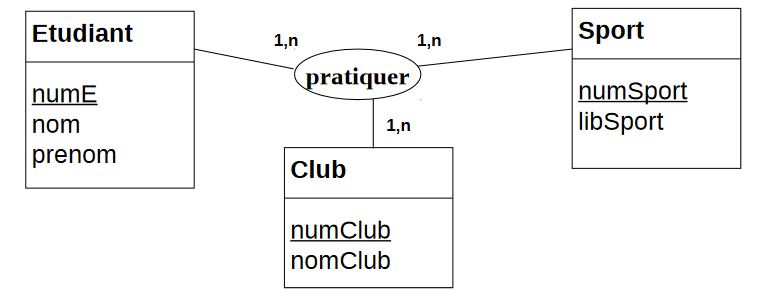 Etudiant
numE
nom
prenom
1,n
pratiquer
1,n
1,n
Sport
numSport
libSport
Club
numClub
nomClub